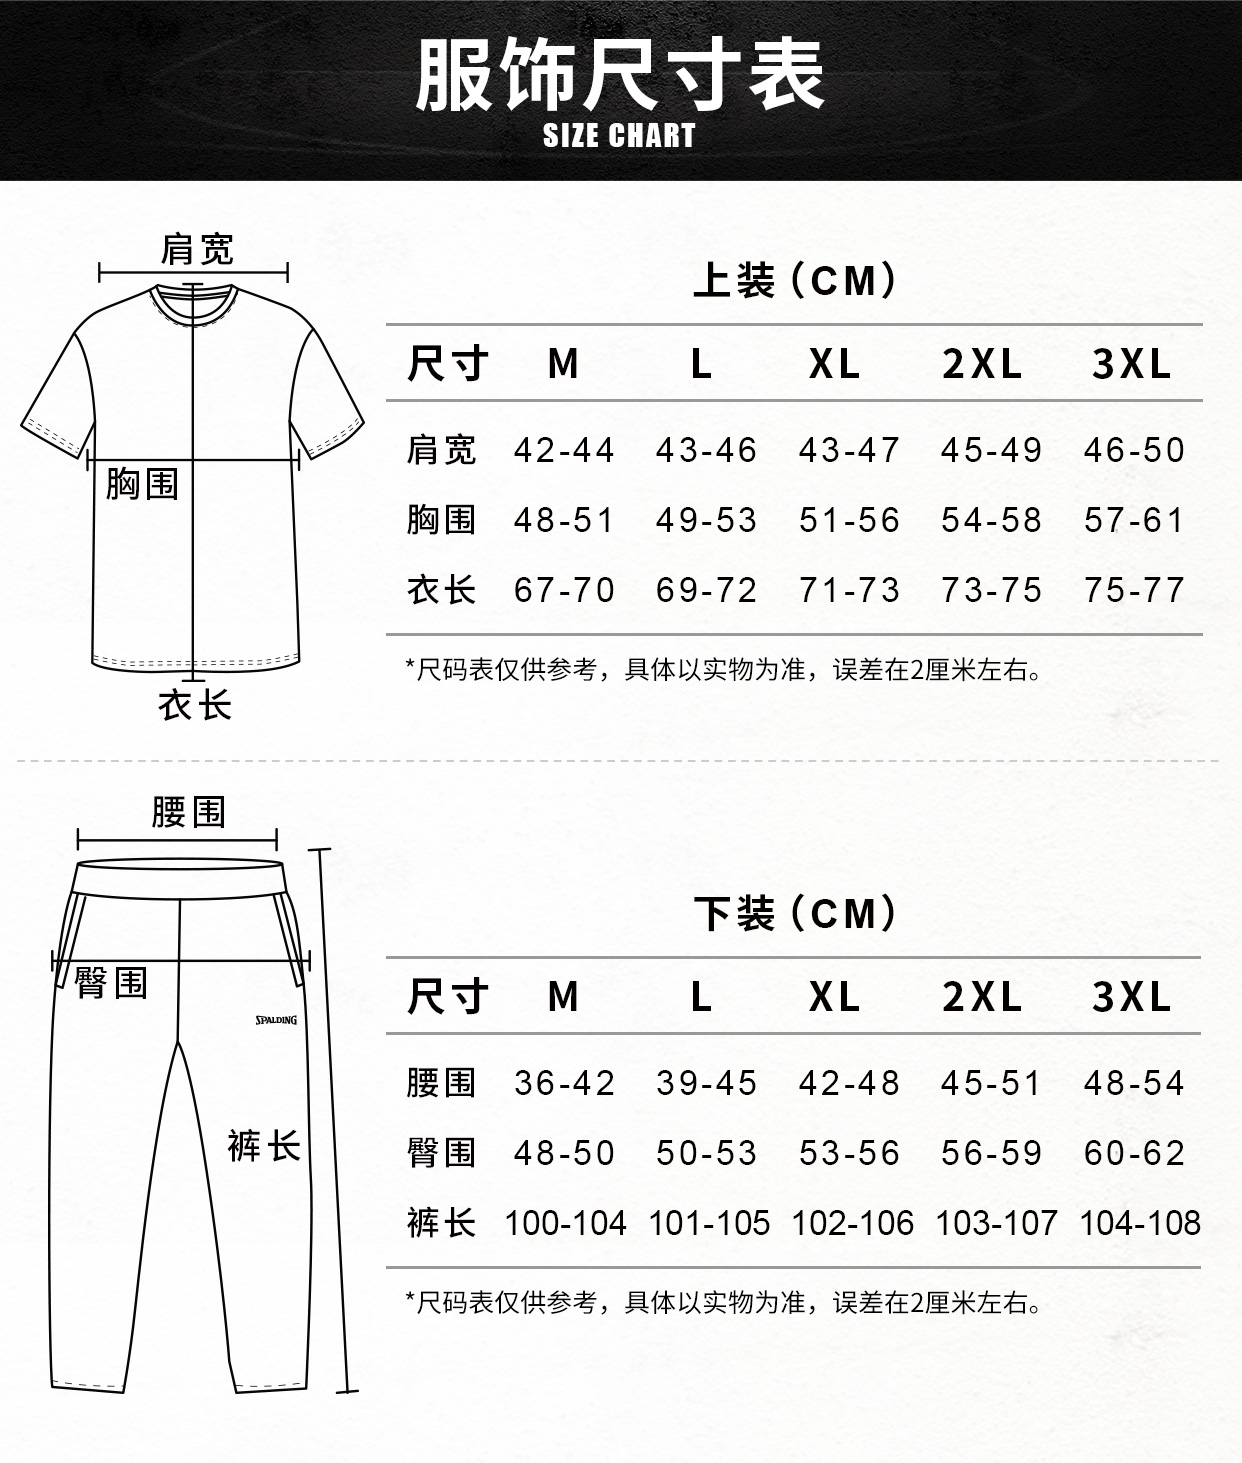 服饰尺寸表
SIZE CHART
肩宽
胸围
衣长
上装（CM）
尺寸 M L XL 2XL 3XL
肩宽 42-44 43-46 43-47 45-49 46-50
胸围 48-51 49-53 51-56 54-58 57-61
衣长 67-70 69-72 71-73 73-75 75-77
*尺码表仅供参考，具体以实物为准，误差在2厘米左右。
腰围
臀围
SPALDING
裤长
下装（CM）
尺寸 M L XL 2XL 3XL
腰围 36-42 39-45 42-48 45-51 48-54
臀围 48-50 50-53 53-56 56-59 60-62
裤长 100-104 101-105 102-106 103-107 104-108
*尺码表仅供参考，具体以实物为准，误差在2厘米左右。